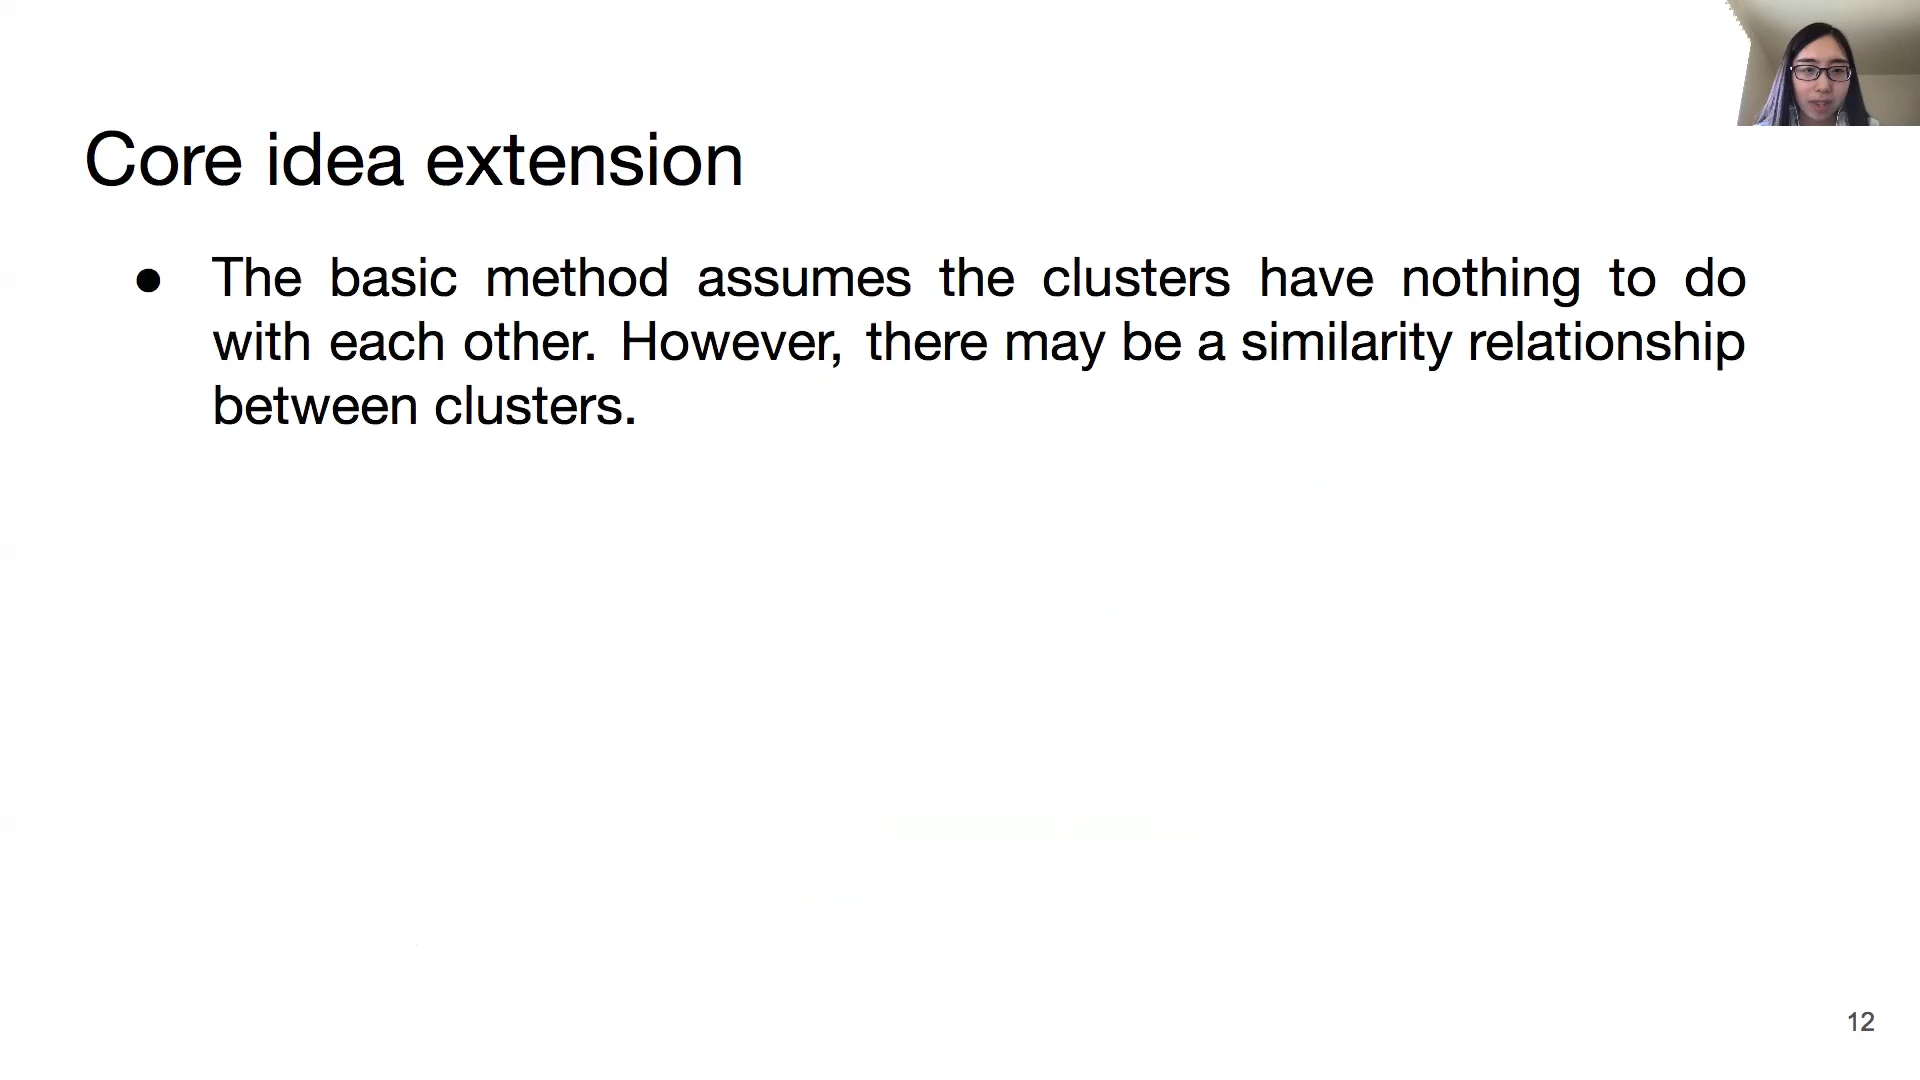 Core idea extension
● The basic method assumes the clusters have nothing to do
with each other. However, there may be a similarity relationship
between clusters.
12